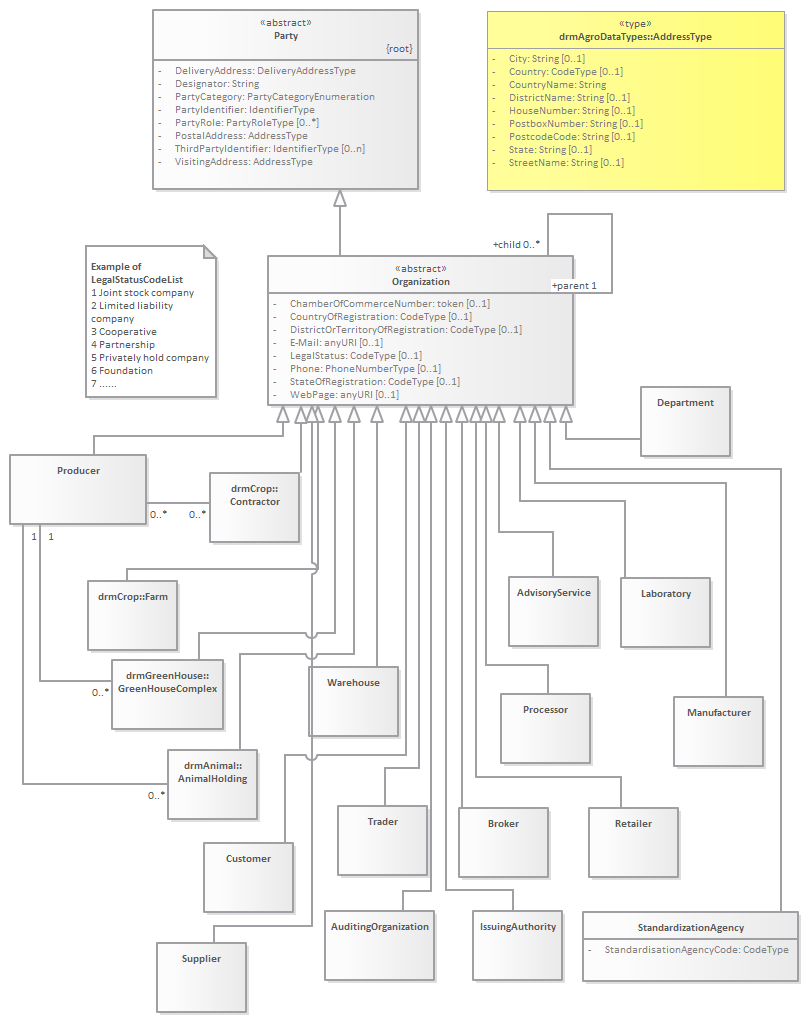 «abstract»
Party
{root}
- DeliveryAddress: DeliveryAddressType
- Designator: String
- PartyCategory: PartyCategoryEnumeration
- PartyIdentifier: IdentifierType
- PartyRole: PartyRoleType [0..*]
- PostalAddress: AddressType
- ThirdPartyIdentifier: IdentifierType [0..n]
- VisitingAddress: AddressType
«type»
drmAgroDataTypes::AddressType
- City: String [0..1]
- Country: CodeType [0..1]
- CountryName: String
- DistrictName: String [0..1]
- HouseNumber: String [0..1]
- PostboxNumber: String [0..1]
- PostcodeCode: String [0..1]
- State: String [0..1]
- StreetName: String [0..1]
+child 0..*
+parent 1
Example of
LegalStatusCodeList
1 Joint stock company
2 Limited liability
company
3 Cooperative
4 Partnership
5 Privately hold company
6 Foundation
7 ......
«abstract»
Organization
- ChamberOfCommerceNumber: token [0..1]
- CountryOfRegistration: CodeType [0..1]
- DistrictOrTerritoryOfRegistration: CodeType [0..1]
- E-Mail: anyURI [0..1]
- LegalStatus: CodeType [0..1]
- Phone: PhoneNumberType [0..1]
- StateOfRegistration: CodeType [0..1]
- WebPage: anyURI [0..1]
Department
Producer
drmCrop::
Contractor
0..*
0..*
1
1
drmCrop::Farm
AdvisoryService
Laboratory
drmGreenHouse::
GreenHouseComplex
0..*
Warehouse
Processor
Manufacturer
drmAnimal::
AnimalHolding
0..*
Trader
Broker
Retailer
Customer
AuditingOrganization
IssuingAuthority
StandardizationAgency
- StandardisationAgencyCode: CodeType
Supplier